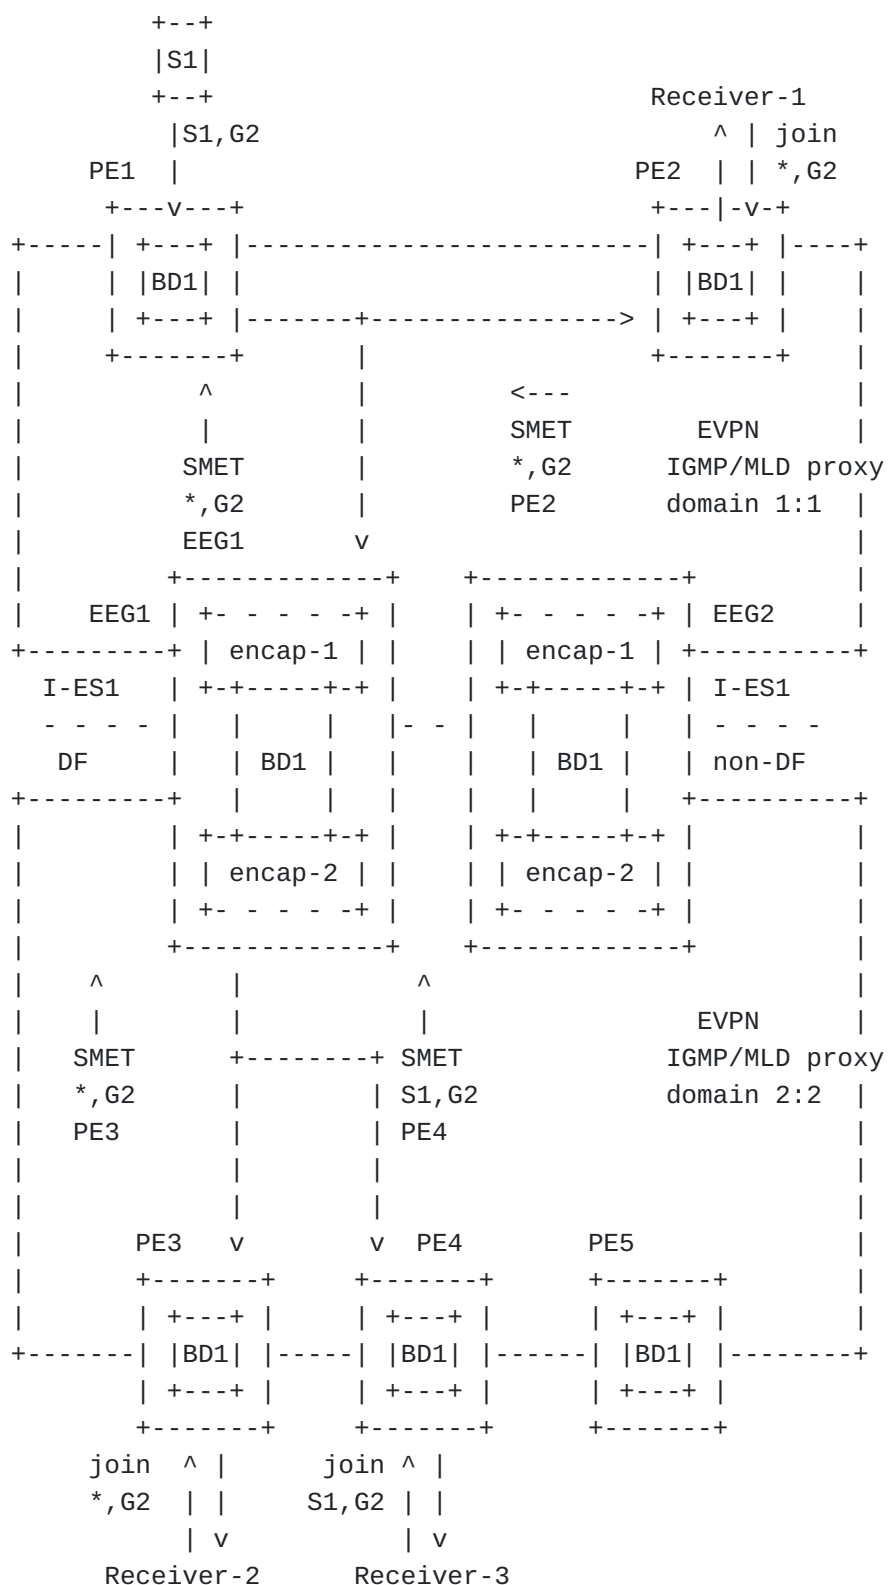 S1
Receiver-1
S1,G2 join
PE1 PE2 *,G2
BD1 BD1
<---
SMET EVPN
SMET *,G2 IGMP/MLD proxy
*,G2 PE2 domain 1:1
EEG1
EEG1 EEG2
encap-1 encap-1
I-ES1 I-ES1
DF BD1 BD1 non-DF
encap-2 encap-2
EVPN
SMET SMET IGMP/MLD proxy
*,G2 S1,G2 domain 2:2
PE3 PE4
PE3 PE4 PE5
BD1 BD1 BD1
join join
*,G2 S1,G2
Receiver-2 Receiver-3